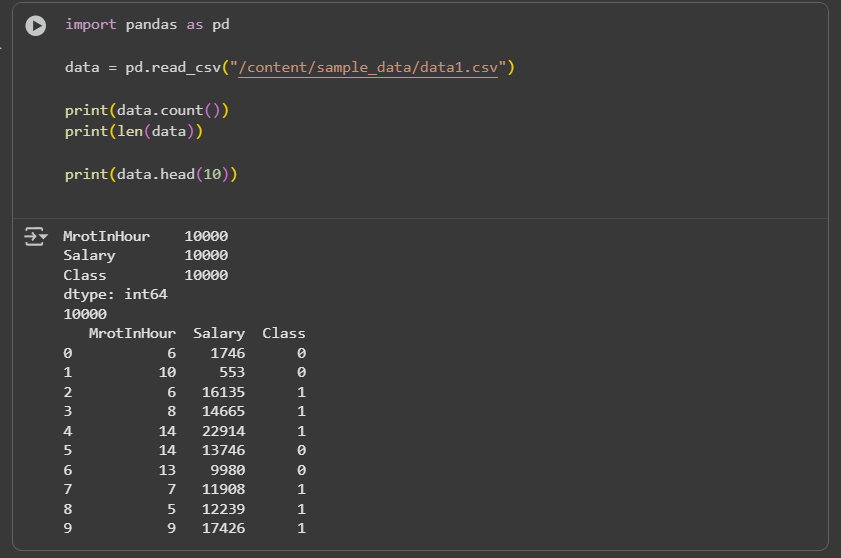 import pandas as pd
data = pd.read_csv("/content/sample_data/data1.csv")
print(data.count())
print(len(data))
print(data.head(10))
MrotInHour    10000
Salary        10000
Class         10000
dtype: int64
10000
   MrotInHour  Salary  Class
0           6    1746      0
1          10     553      0
2           6   16135      1
3           8   14665      1
4          14   22914      1
5          14   13746      0
6          13    9980      0
7           7   11908      1
8           5   12239      1
9           9   17426      1